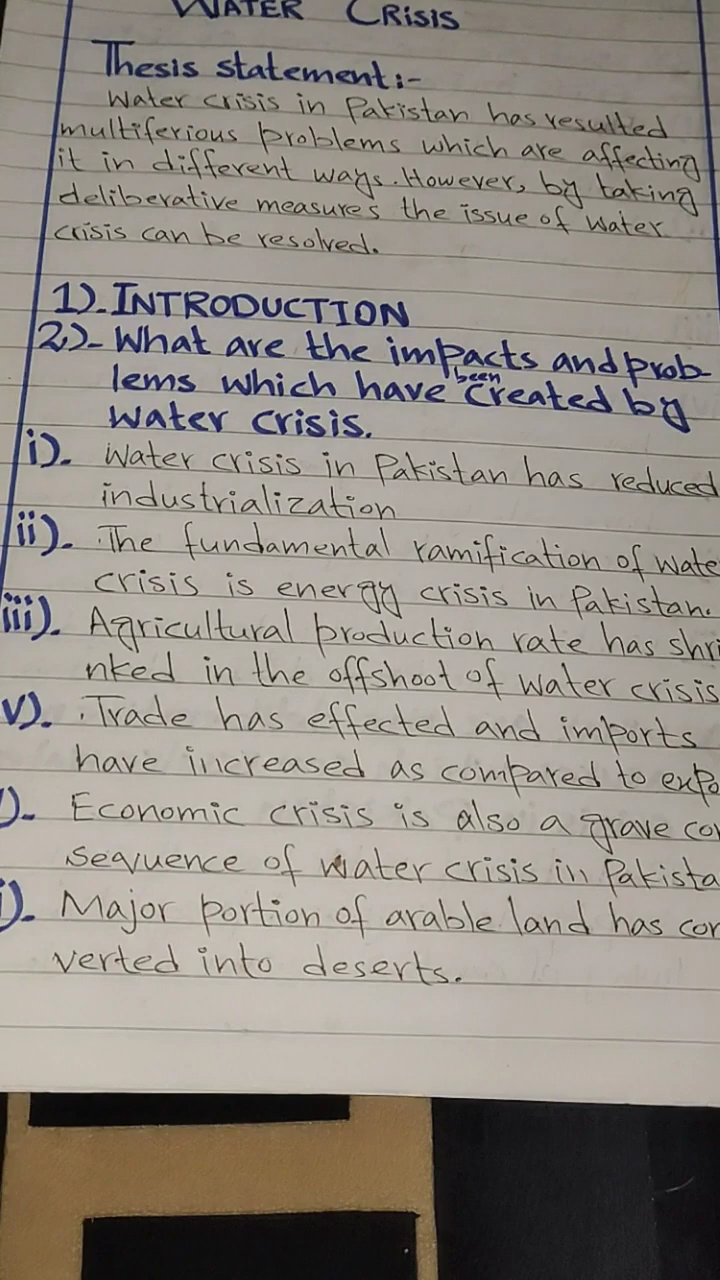 WATER CRISIS
Thesis statement:-
Water crisis in Pakistan has resulted
multiferious problems which are affecting
it in different ways. However, by taking
deliberative measures the issue of water
crisis can be resolved.
1). INTRODUCTION
2.)- What are the impacts and prob-
lems which have been created by
water crisis.
i). Water crisis in Pakistan has reduced
industrialization
ii). The fundamental ramification of wate
crisis is energy crisis in Pakistan.
iii). Agricultural production rate has shri
nked in the offshoot of water crisis
v). Trade has effected and imports
have increased as compared to expo
). Economic crisis is also a grave con
sequence of water crisis in Pakista
i). Major portion of arable land has con
verted into deserts.